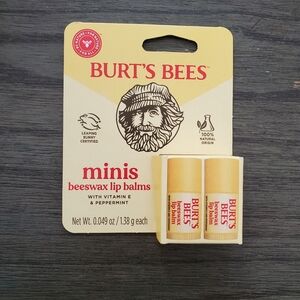 BURT'S BEES
LEAPING
BUNNY
CERTIFIED
100%
NATURAL
ORIGIN
minis
beeswax lip balms
WITH VITAMIN E
& PEPPERMINT
Net Wt. 0.049 oz / 1.38 g each
BURT'S
BEES
beeswax
lip balm
BURT'S
BEES
beeswax
lip balm